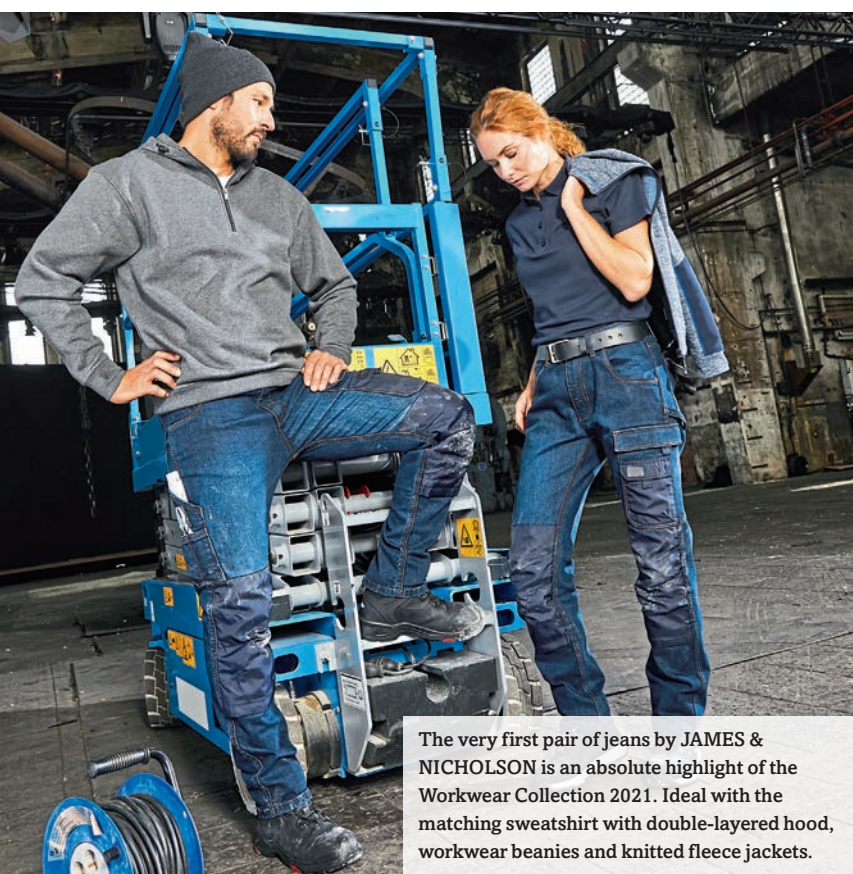 The very first pair of jeans by JAMES &
NICHOLSON is an absolute highlight of the
Workwear Collection 2021. Ideal with the
matching sweatshirt with double-layered hood,
workwear beanies and knitted fleece jackets.